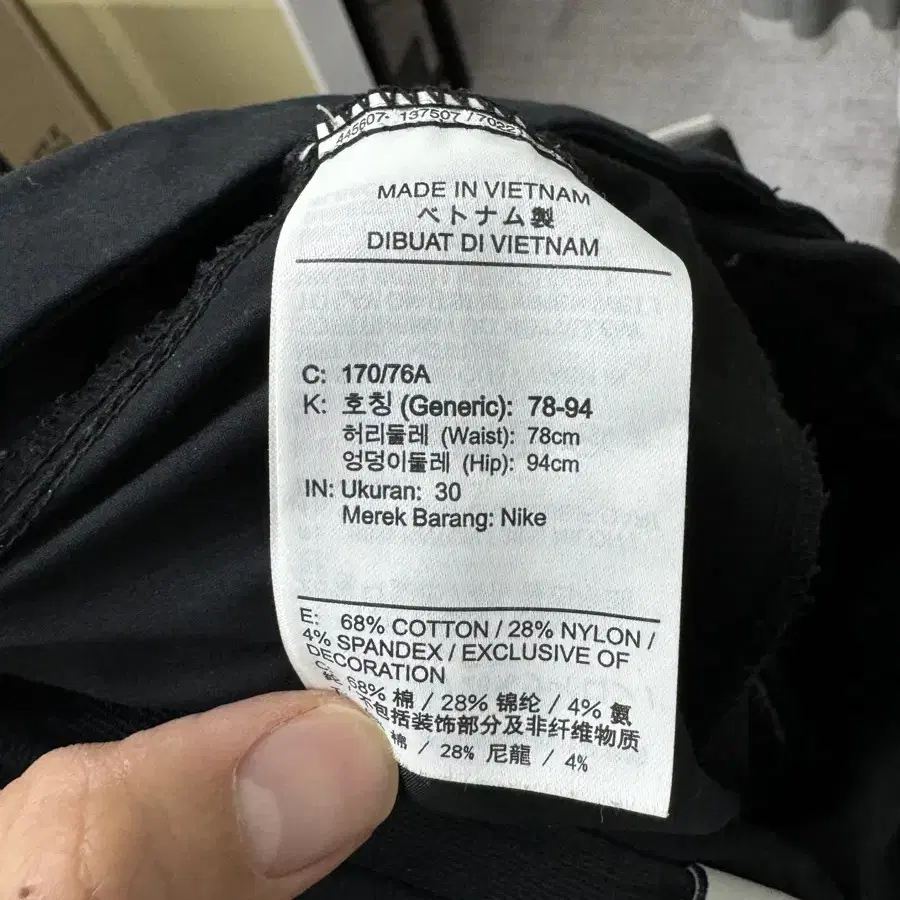 445607- 137507 / 7022
MADE IN VIETNAM
ベトナム製
DIBUAT DI VIETNAM
C: 170/76A
K: 호칭 (Generic): 78-94
허리둘레 (Waist): 78cm
엉덩이둘레 (Hip): 94cm
IN: Ukuran: 30
Merek Barang: Nike
E: 68% COTTON / 28% NYLON /
4% SPANDEX / EXCLUSIVE OF
DECORATION
68% 棉 / 28% 锦纶 / 4% 氨
不包括装饰部分及非纤维物质
棉 / 28% 尼龍 / 4%